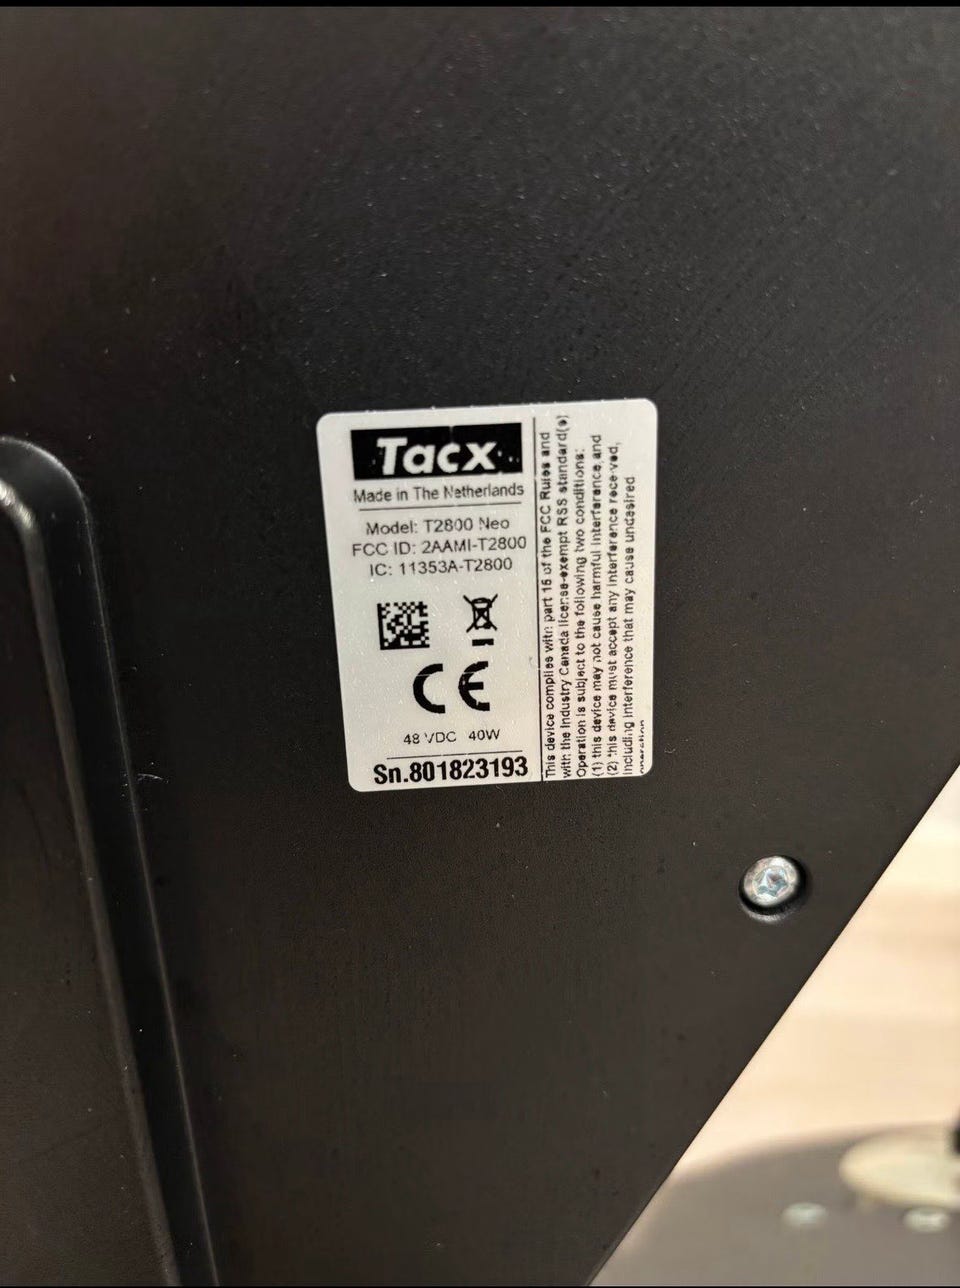 Tacx
Made in The Netherlands
Model: T2800 Neo
FCC ID: 2AAMI-T2800
IC: 11353A-T2800
CE
48 VDC 40W
Sn.801823193
This device complies with part 15 of the FCC Rules and
with the Industry Canada license-exempt RSS standard(s)
Operation is subject to the following two conditions:
(1) this device may not cause harmful interference, and
(2) this device must accept any interference received,
including interference that may cause undesired
operation